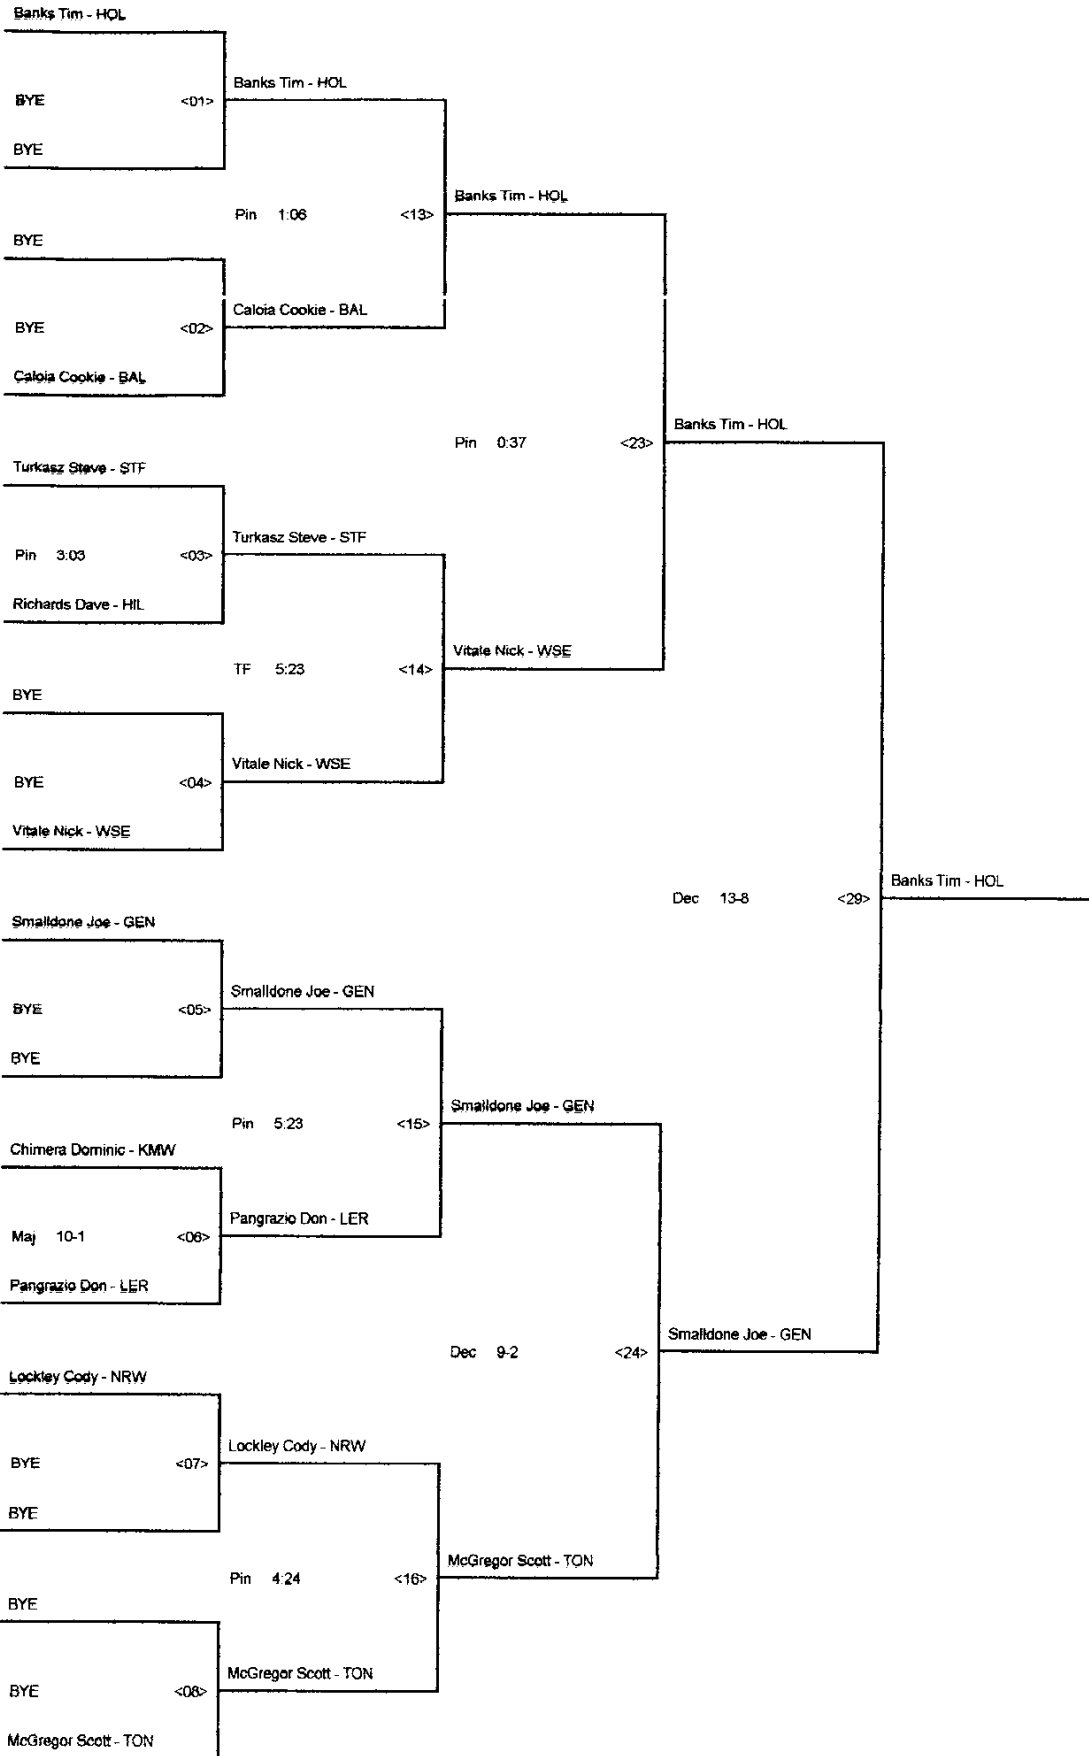 Banks Tim - HOL
Banks Tim - HOL
BYE <01>
BYE
Banks Tim - HOL
Pin 1:06 <13>
BYE
Caloia Cookie - BAL
BYE <02>
Caloia Cookie - BAL
Banks Tim - HOL
Pin 0:37 <23>
Turkasz Steve - STF
Turkasz Steve - STF
Pin 3:03 <03>
Richards Dave - HIL
Vitale Nick - WSE
TF 5:23 <14>
BYE
Vitale Nick - WSE
BYE <04>
Vitale Nick - WSE
Banks Tim - HOL
Dec 13-8 <29>
Smalldone Joe - GEN
Smalldone Joe - GEN
BYE <05>
BYE
Smalldone Joe - GEN
Pin 5:23 <15>
Chimera Dominic - KMW
Pangrazio Don - LER
Maj 10-1 <06>
Pangrazio Don - LER
Smalldone Joe - GEN
Dec 9-2 <24>
Lockley Cody - NRW
Lockley Cody - NRW
BYE <07>
BYE
McGregor Scott - TON
Pin 4:24 <16>
BYE
McGregor Scott - TON
BYE <08>
McGregor Scott - TON